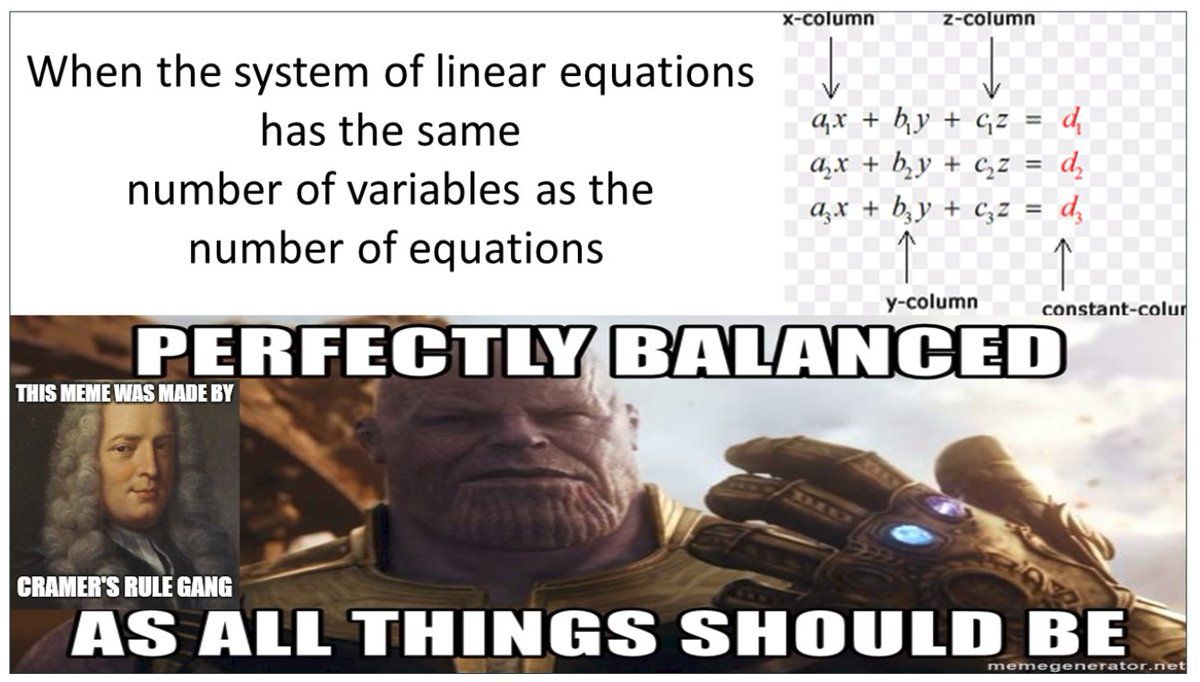 When the system of linear equations
has the same
number of variables as the
number of equations
x-column z-column
a₁x + b₁y + c₁z = d₁
a₂x + b₂y + c₂z = d₂
a₃x + b₃y + c₃z = d₃
y-column
constant-colur
PERFECTLY BALANCED
THIS MEME WAS MADE BY
CRAMER'S RULE GANG
AS ALL THINGS SHOULD BE
memegenerator.net